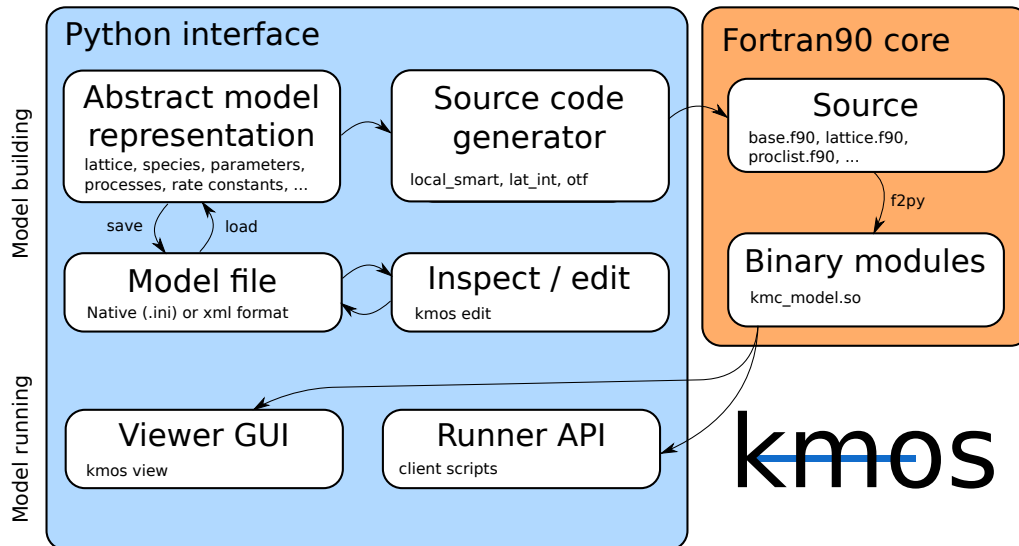 Python interface
Fortran90 core
Model building
Abstract model
representation
lattice, species, parameters,
processes, rate constants, ...
Source code
generator
local_smart, lat_int, otf
Source
base.f90, lattice.f90,
proclist.f90, ...
save
load
f2py
Model file
Native (.ini) or xml format
Inspect / edit
kmos edit
Binary modules
kmc_model.so
Model running
Viewer GUI
kmos view
Runner API
client scripts
kmos